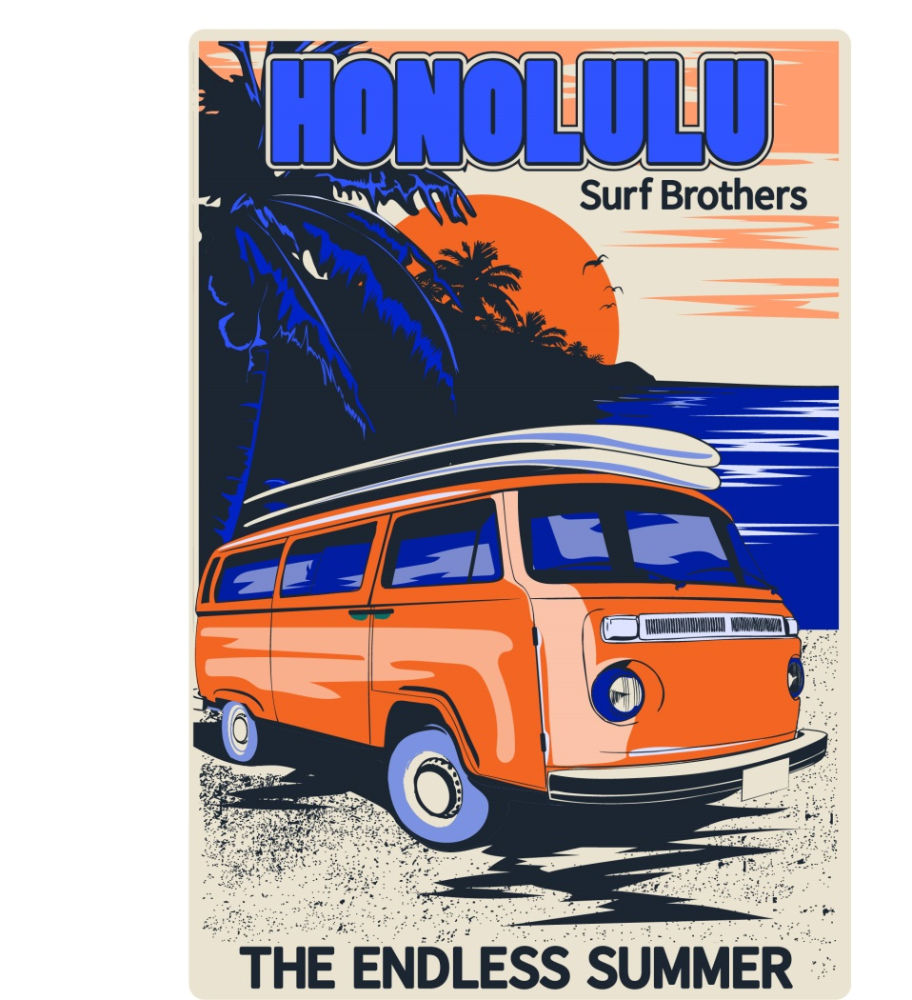 HONOLULU
Surf Brothers
THE ENDLESS SUMMER